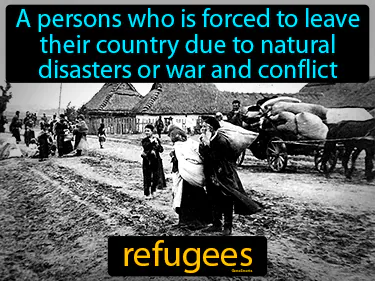 A persons who is forced to leave
their country due to natural
disasters or war and conflict
refugees